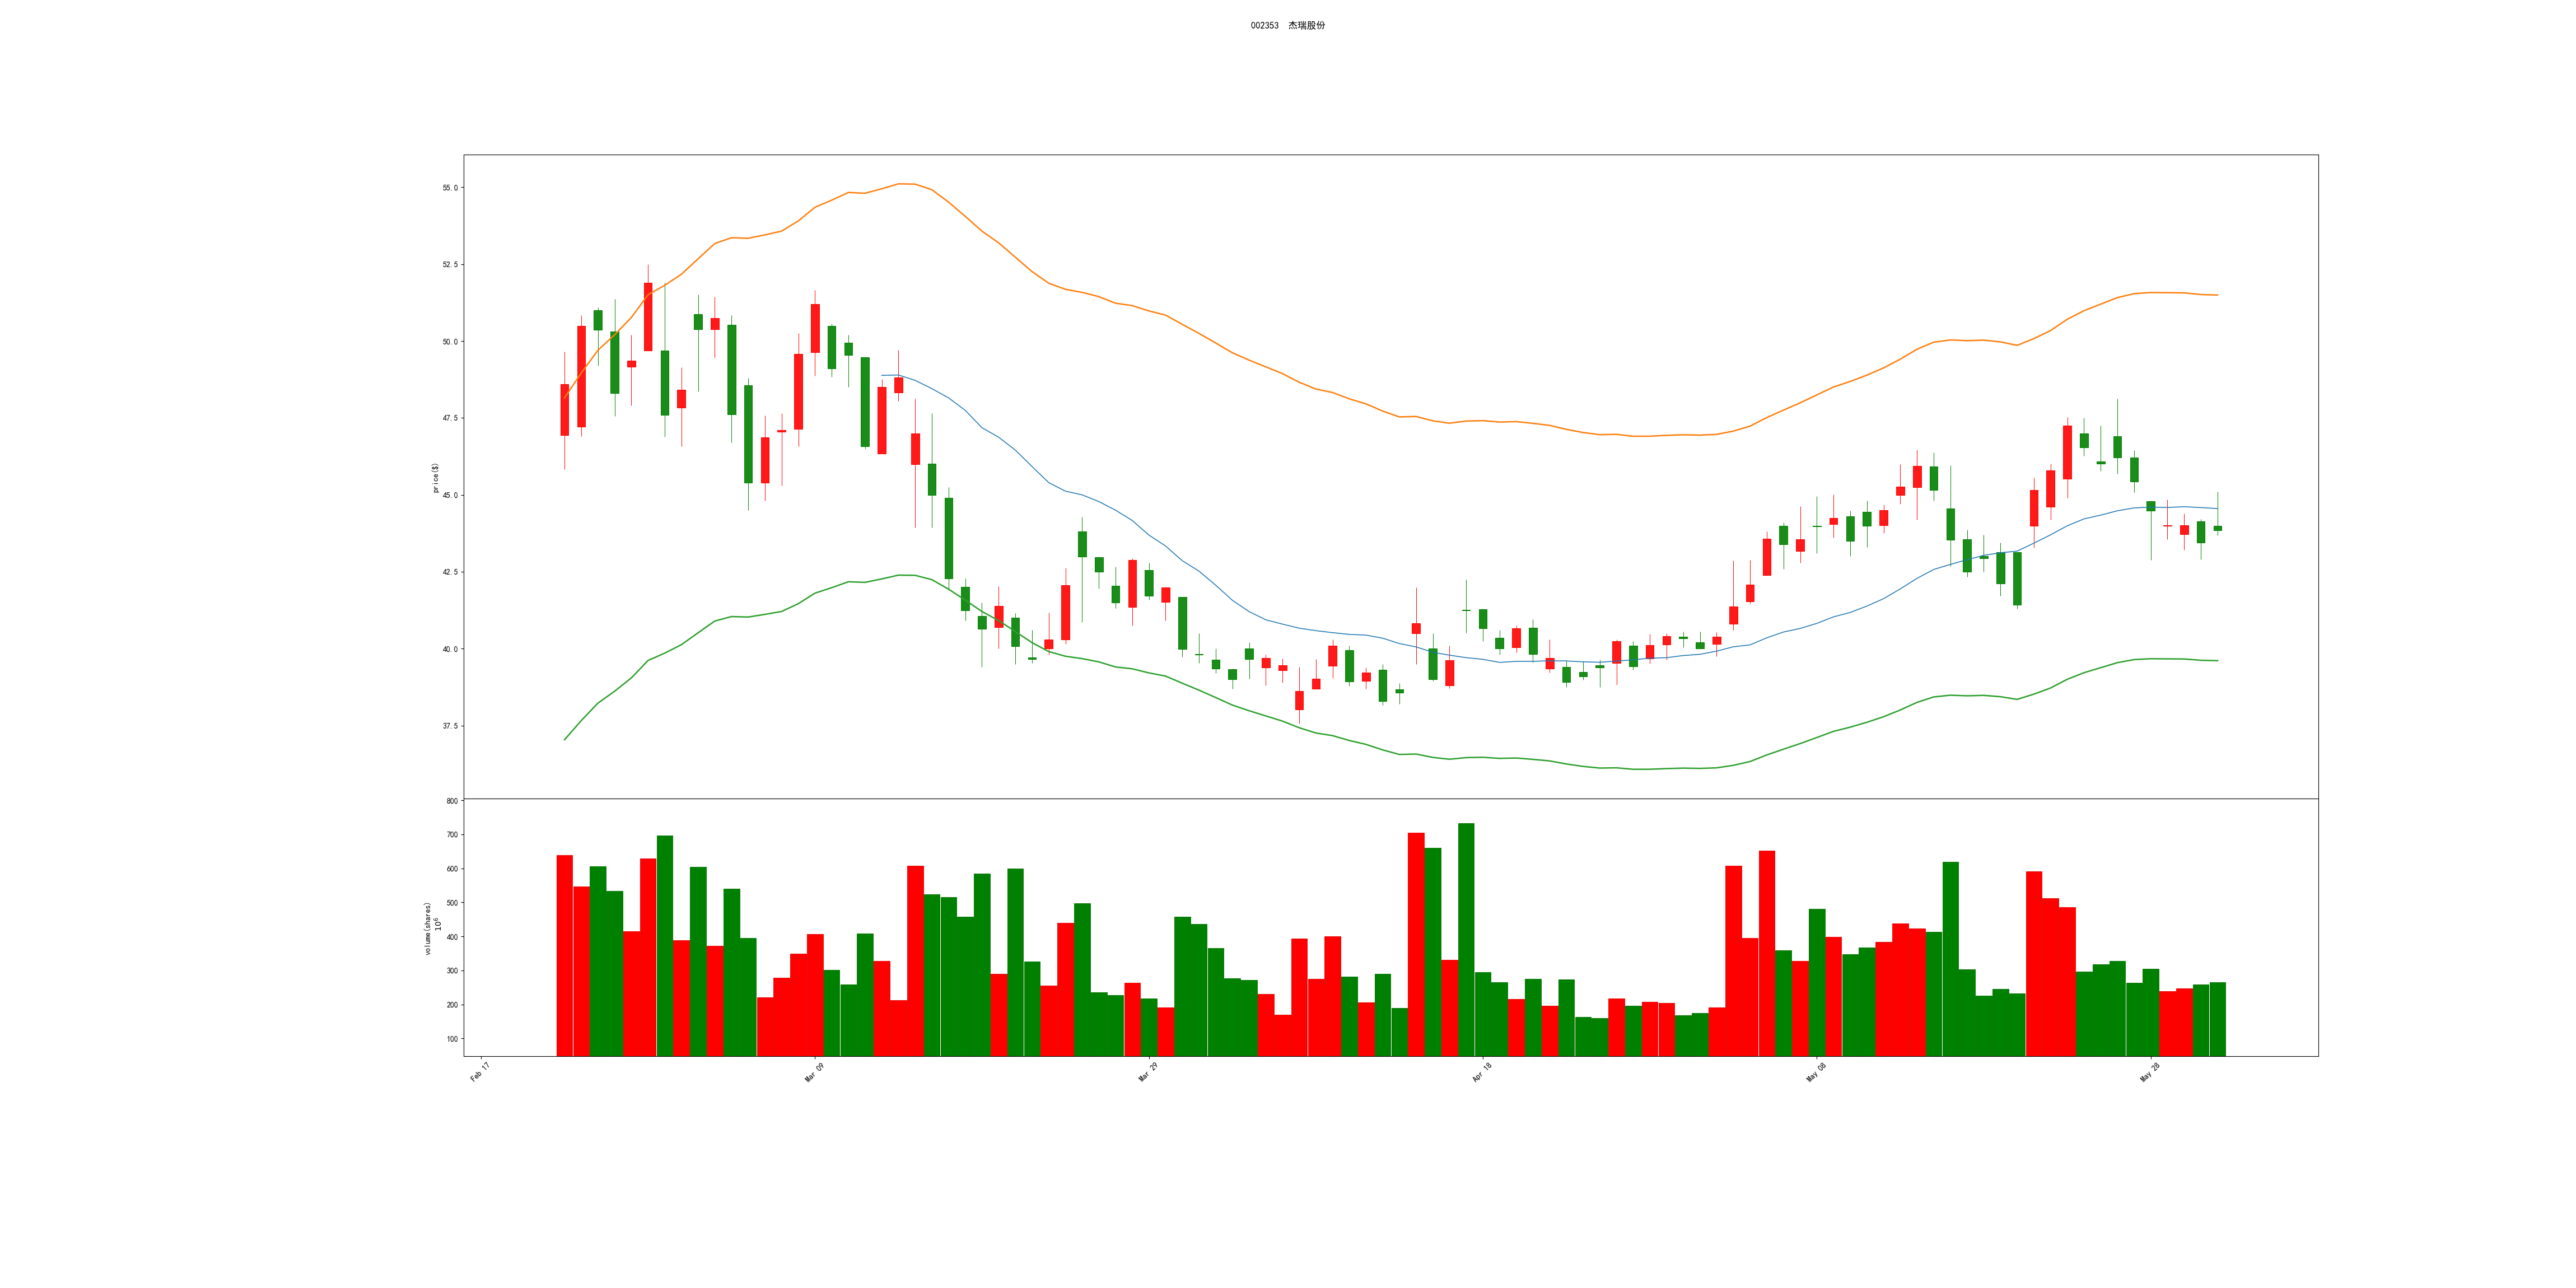 002353 杰瑞股份
55.0
52.5
50.0
47.5
45.0
42.5
40.0
37.5
price($)
800
700
600
500
400
300
200
100
volume(shares)
10^6
Feb 17
Mar 09
Mar 29
Apr 18
May 08
May 28